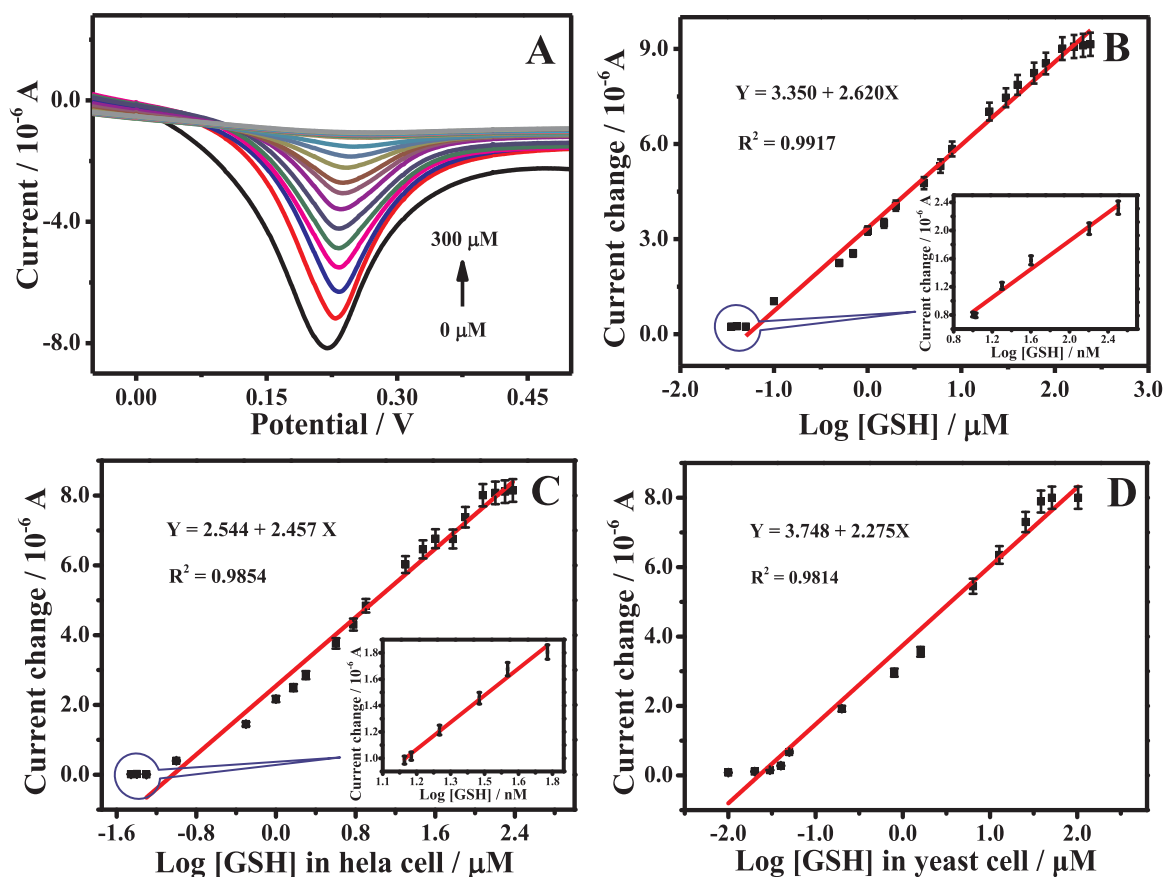 A
Current / 10⁻⁶ A
0.0
-4.0
-8.0
300 μM
0 μM
0.00 0.15 0.30 0.45
Potential / V
B
Current change / 10⁻⁶ A
9.0
6.0
3.0
0.0
Y = 3.350 + 2.620X
R² = 0.9917
Current change / 10⁻⁶ A
2.4
2.0
1.6
1.2
0.8
0.8 1.2 1.6 2.0 2.4
Log [GSH] / nM
-2.0 -1.0 0.0 1.0 2.0 3.0
Log [GSH] / μM
C
Current change / 10⁻⁶ A
8.0
6.0
4.0
2.0
0.0
Y = 2.544 + 2.457 X
R² = 0.9854
Current change / 10⁻⁶ A
1.8
1.6
1.4
1.2
1.0
1.1 1.2 1.3 1.5 1.6 1.8
Log [GSH] / nM
-1.6 -0.8 0.0 0.8 1.6 2.4
Log [GSH] in hela cell / μM
D
Current change / 10⁻⁶ A
8.0
6.0
4.0
2.0
0.0
Y = 3.748 + 2.275X
R² = 0.9814
-2.0 -1.0 0.0 1.0 2.0
Log [GSH] in yeast cell / μM